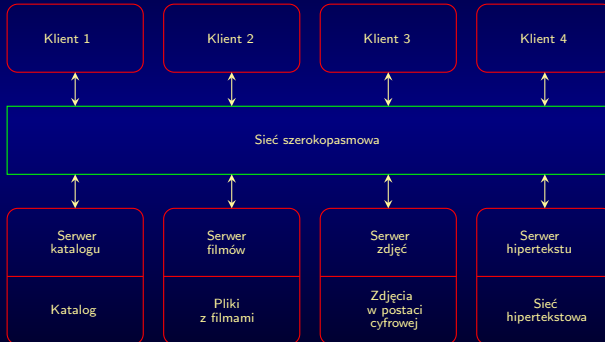 Klient 1
Klient 2
Klient 3
Klient 4
Sieć szerokopasmowa
Serwer
katalogu
Serwer
filmów
Serwer
zdjęć
Serwer
hipertekstu
Katalog
Pliki
z filmami
Zdjęcia
w postaci
cyfrowej
Sieć
hipertekstowa